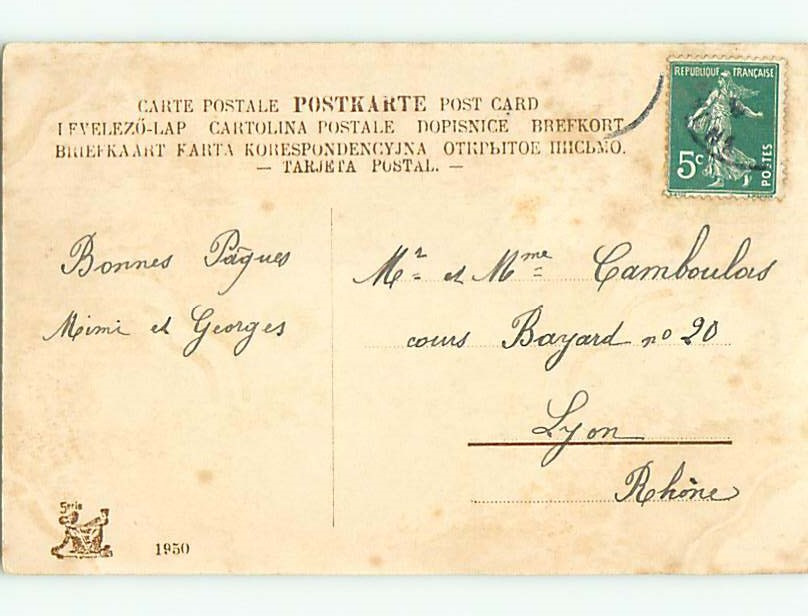 CARTE POSTALE POSTKARTE POST CARD
LEVELEZŐ-LAP CARTOLINA POSTALE DOPISNICE BREFKORT
BRIEFKAART KARTA KORESPONDENCYJNA ОТКРЫТОЕ ПИСЬМО.
— TARJETA POSTAL. —
REPUBLIQUE FRANÇAISE
5c
POSTES
Bonnes Pâques
Mimi et Georges
Mr et Mme Camboulas
cours Bayard no 20
Lyon
Rhône
Serie
1950